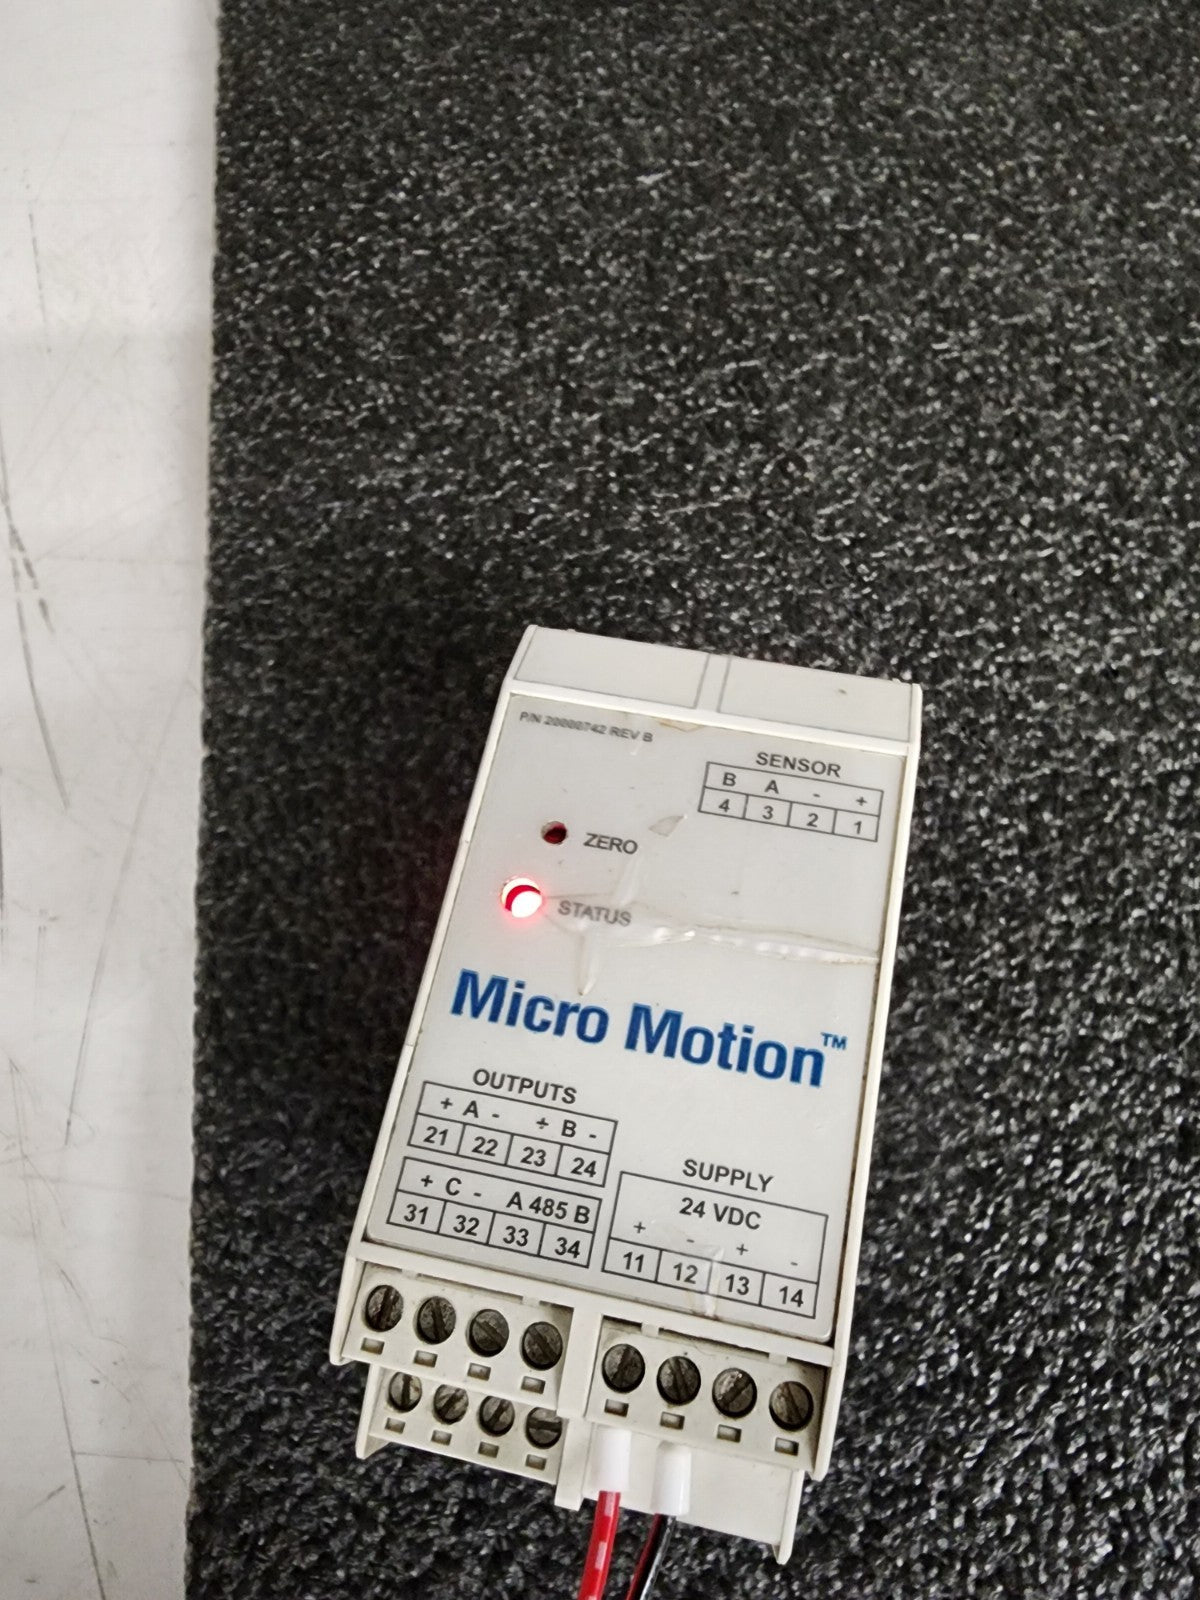 P/N 20000742 REV B
SENSOR
B A - +
4 3 2 1
ZERO
STATUS
Micro Motion™
OUTPUTS
+ A - + B -
21 22 23 24
+ C - A 485 B
31 32 33 34
SUPPLY
24 VDC
+ - + -
11 12 13 14